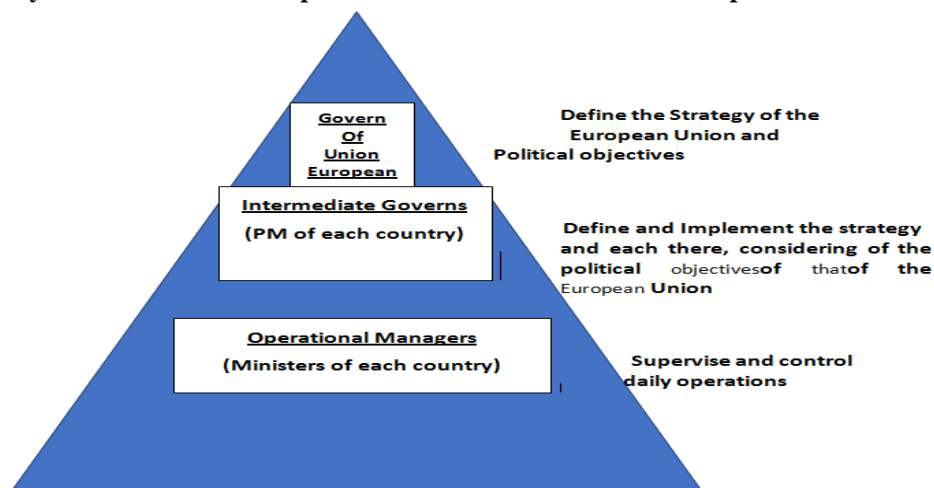 Govern
Of
Union
European
Define the Strategy of the
European Union and
Political objectives
Intermediate Governs
(PM of each country)
Define and Implement the strategy
and each there, considering of the
political objectivesof thatof the
European Union
Operational Managers
(Ministers of each country)
Supervise and control
daily operations